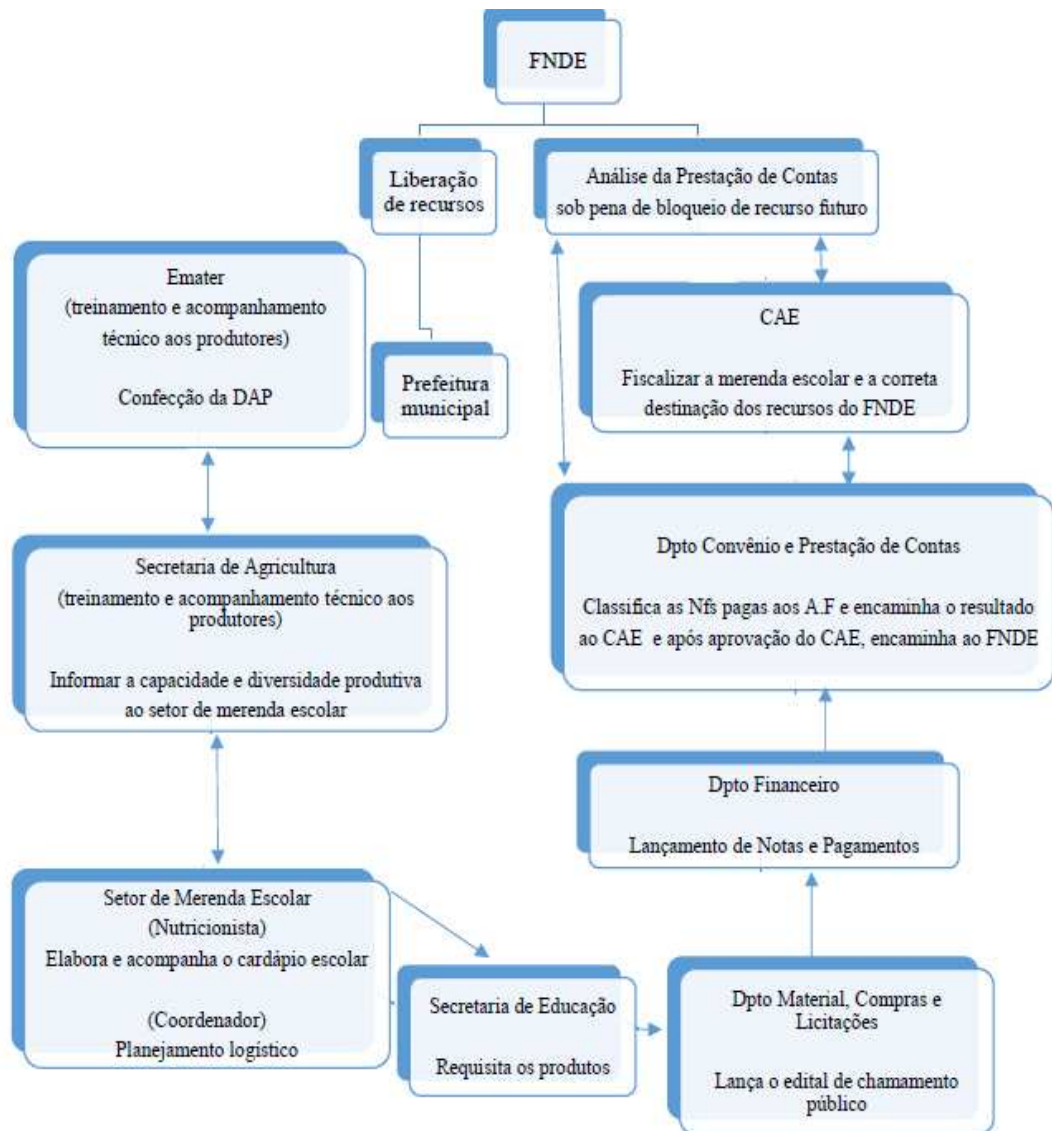 FNDE
Liberação
de recursos
Análise da Prestação de Contas
sob pena de bloqueio de recurso futuro
Emater
(treinamento e acompanhamento
técnico aos produtores)
Confecção da DAP
Prefeitura
municipal
CAE
Fiscalizar a merenda escolar e a correta
destinação dos recursos do FNDE
Secretaria de Agricultura
(treinamento e acompanhamento técnico aos
produtores)
Informar a capacidade e diversidade produtiva
ao setor de merenda escolar
Dpto Convênio e Prestação de Contas
Classifica as Nfs pagas aos A.F e encaminha o resultado
ao CAE e após aprovação do CAE, encaminha ao FNDE
Dpto Financeiro
Lançamento de Notas e Pagamentos
Setor de Merenda Escolar
(Nutricionista)
Elabora e acompanha o cardápio escolar
(Coordenador)
Planejamento logístico
Secretaria de Educação
Requisita os produtos
Dpto Material, Compras e
Licitações
Lança o edital de chamamento
público